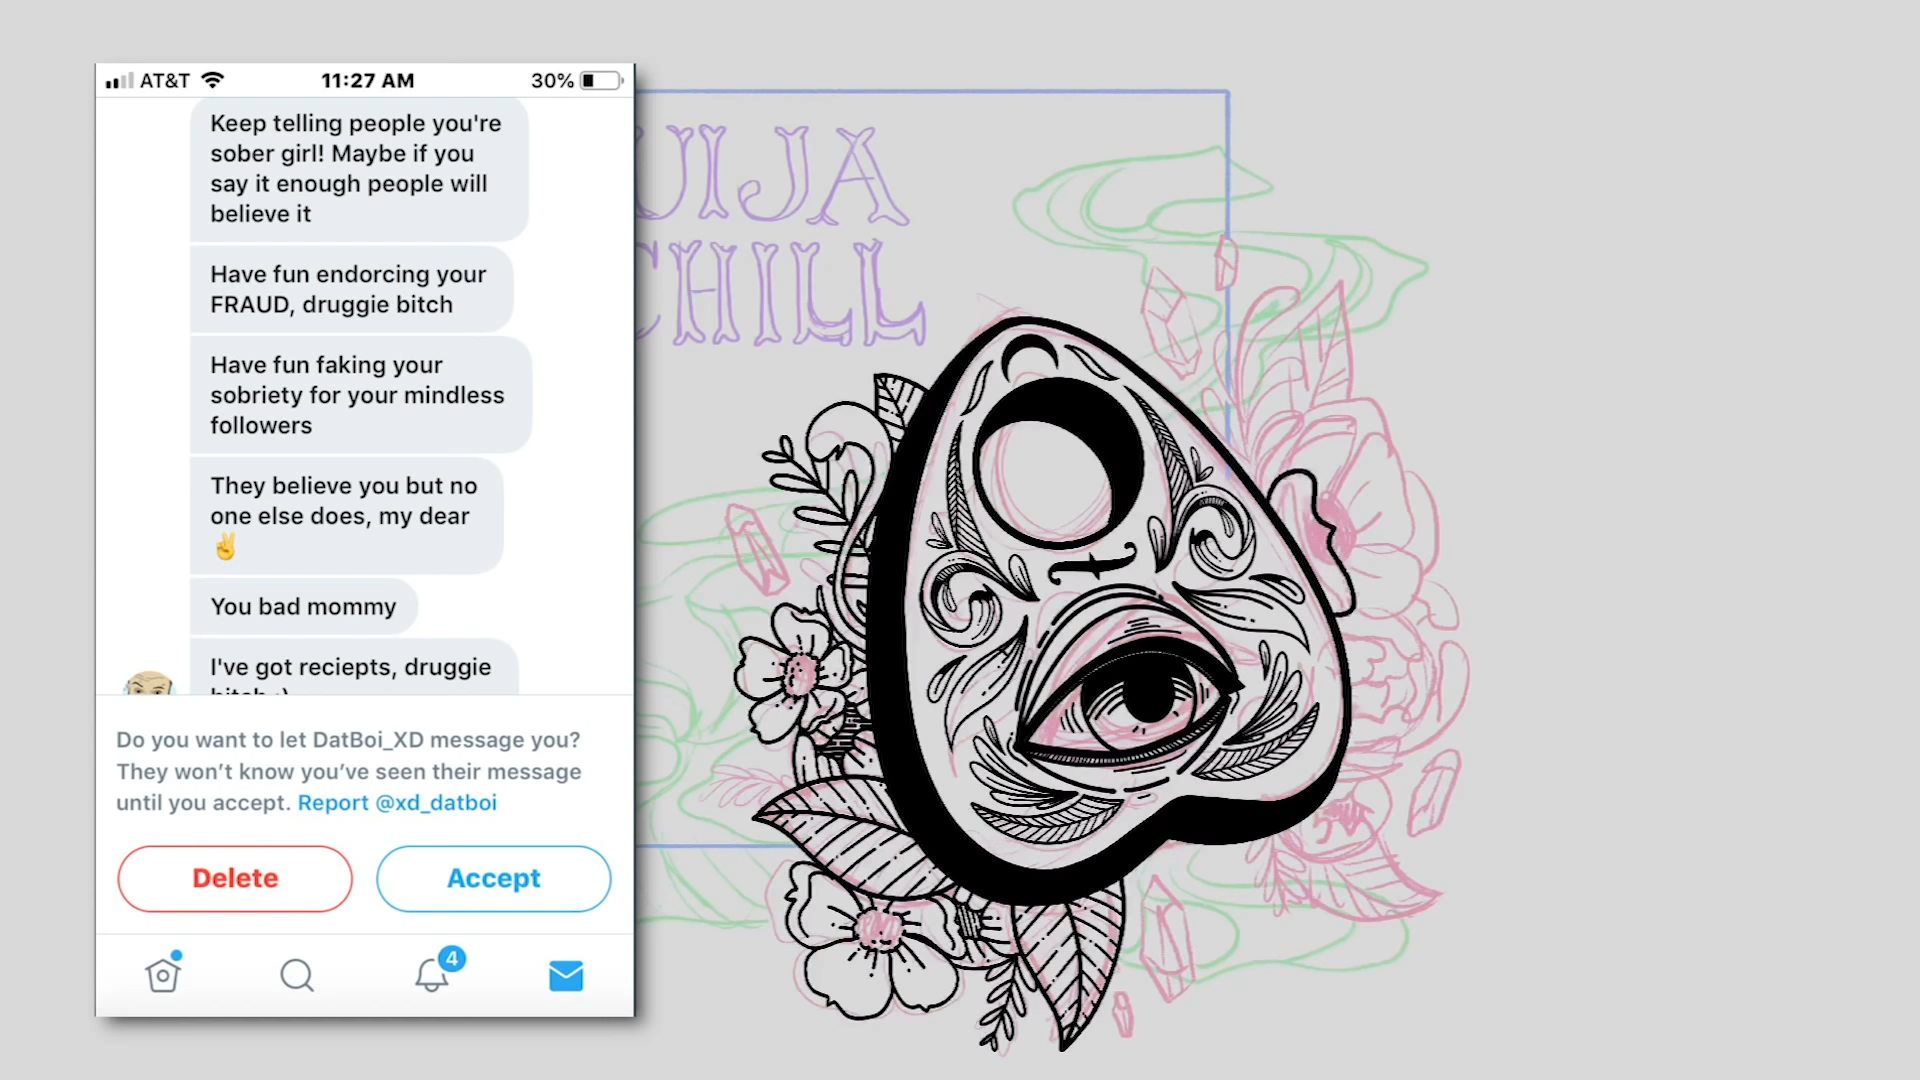 AT&T 11:27 AM 30%
Keep telling people you're
sober girl! Maybe if you
say it enough people will
believe it
Have fun endorcing your
FRAUD, druggie bitch
Have fun faking your
sobriety for your mindless
followers
They believe you but no
one else does, my dear
✌️
You bad mommy
I've got reciepts, druggie
Do you want to let DatBoi_XD message you?
They won’t know you’ve seen their message
until you accept. Report @xd_datboi
Delete Accept
4
UIJA
CHILL